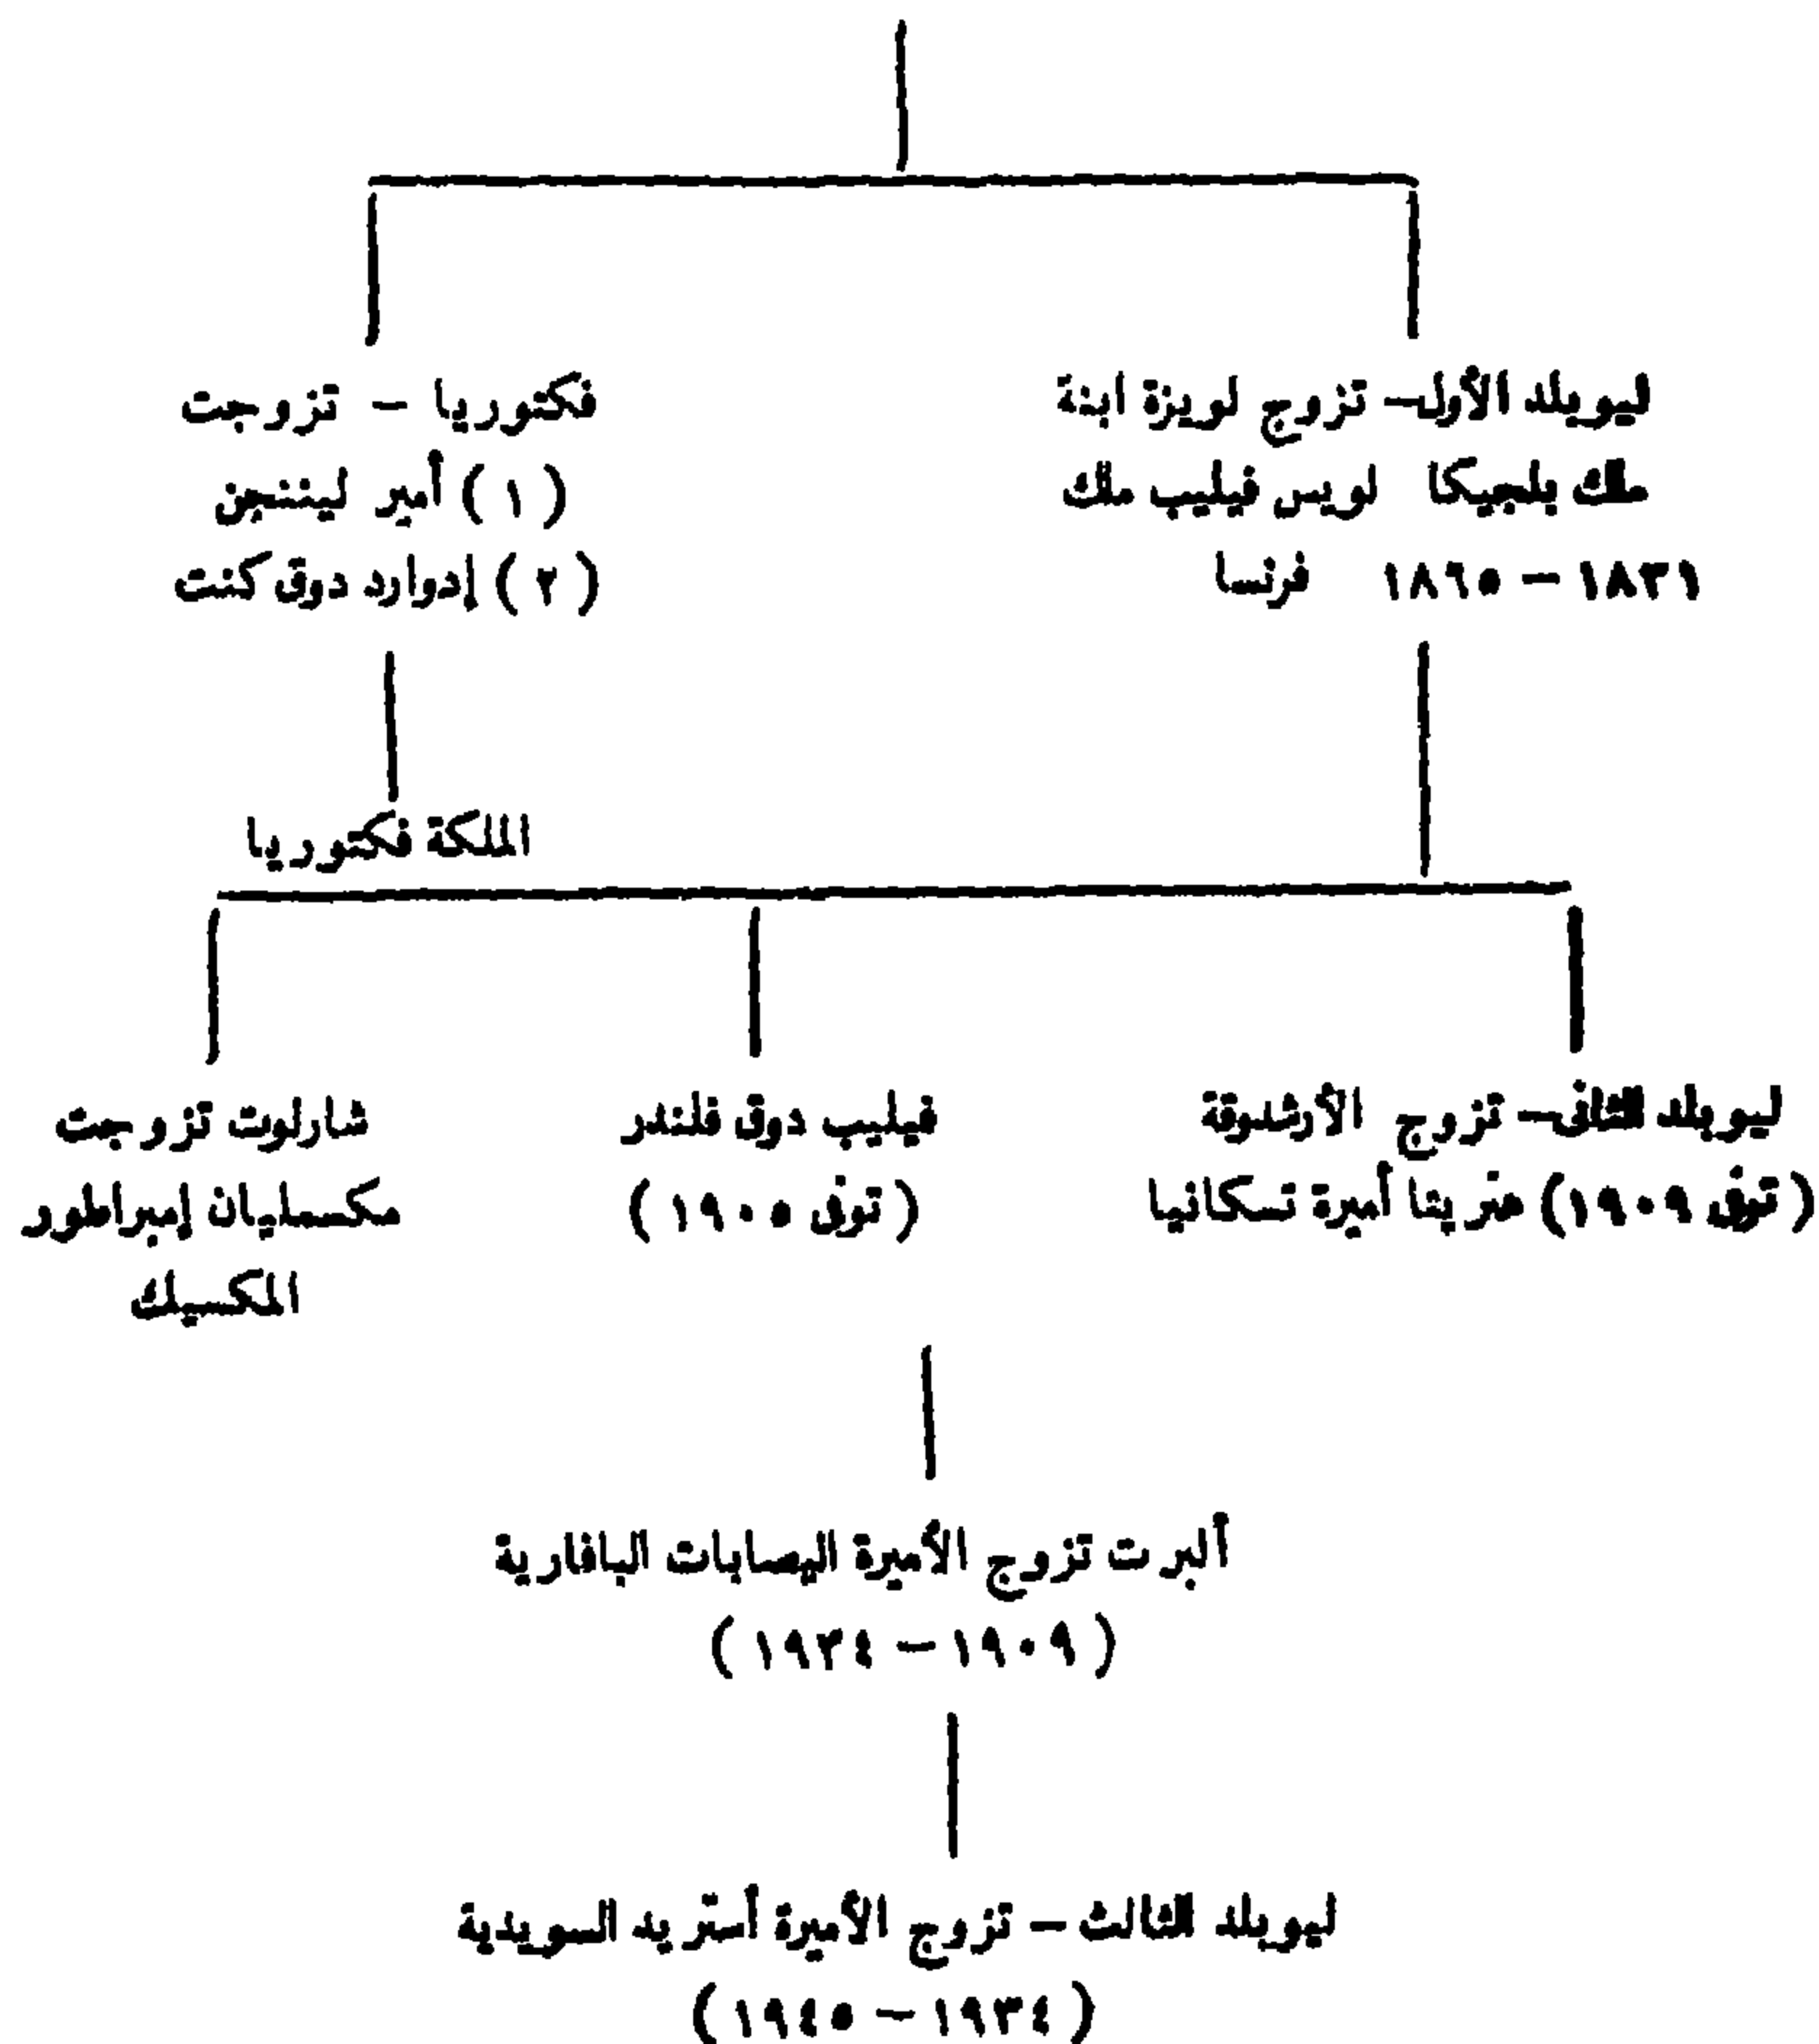 ليوبلد الأول – تزوج لويزة ابنة
ملك بلجيكا لويس فيليب ملك
١٨٣١ – ١٨٦٥ فرنسا
فكتوريا – تزوجت
(١) أمير ليننجن
(٢) إدوارد دوق كنت
الملكة فكتوريا
ليوبلد الثاني – تزوج الأرشدوقة
(توفى ١٩٠٩) منريتا أميرة تسكانيا
فيليب دوق فلندر
(توفى ١٩٠٥)
شارلوت تزوجت
مكسمليان إمبراطور
المكسيك
ألبرت تزوج الأميرة اليصابات البافارية
(١٩٠٩ – ١٩٣٤)
ليوبلد الثالث – تزوج الأميرة أستريد السويدية
(١٩٣٤ – ١٩٤٥)